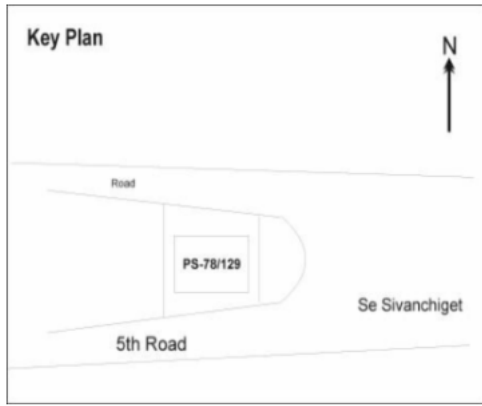 Key Plan
N
Road
PS-78/129
Se Sivanchiget
5th Road